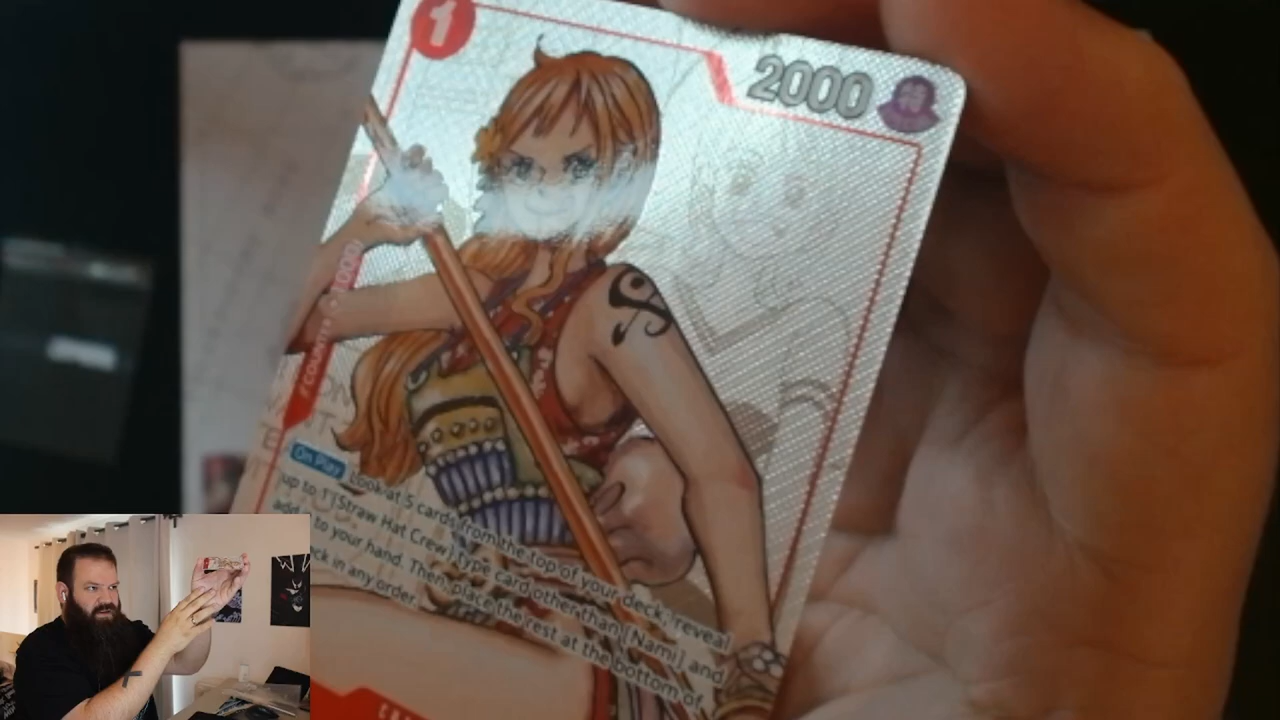 1
2000
On Play Look at 5 cards from the top of your deck; reveal
up to 1 [Straw Hat Crew] type card other than [Nami] and
add to your hand. Then, place the rest at the bottom of
deck in any order.